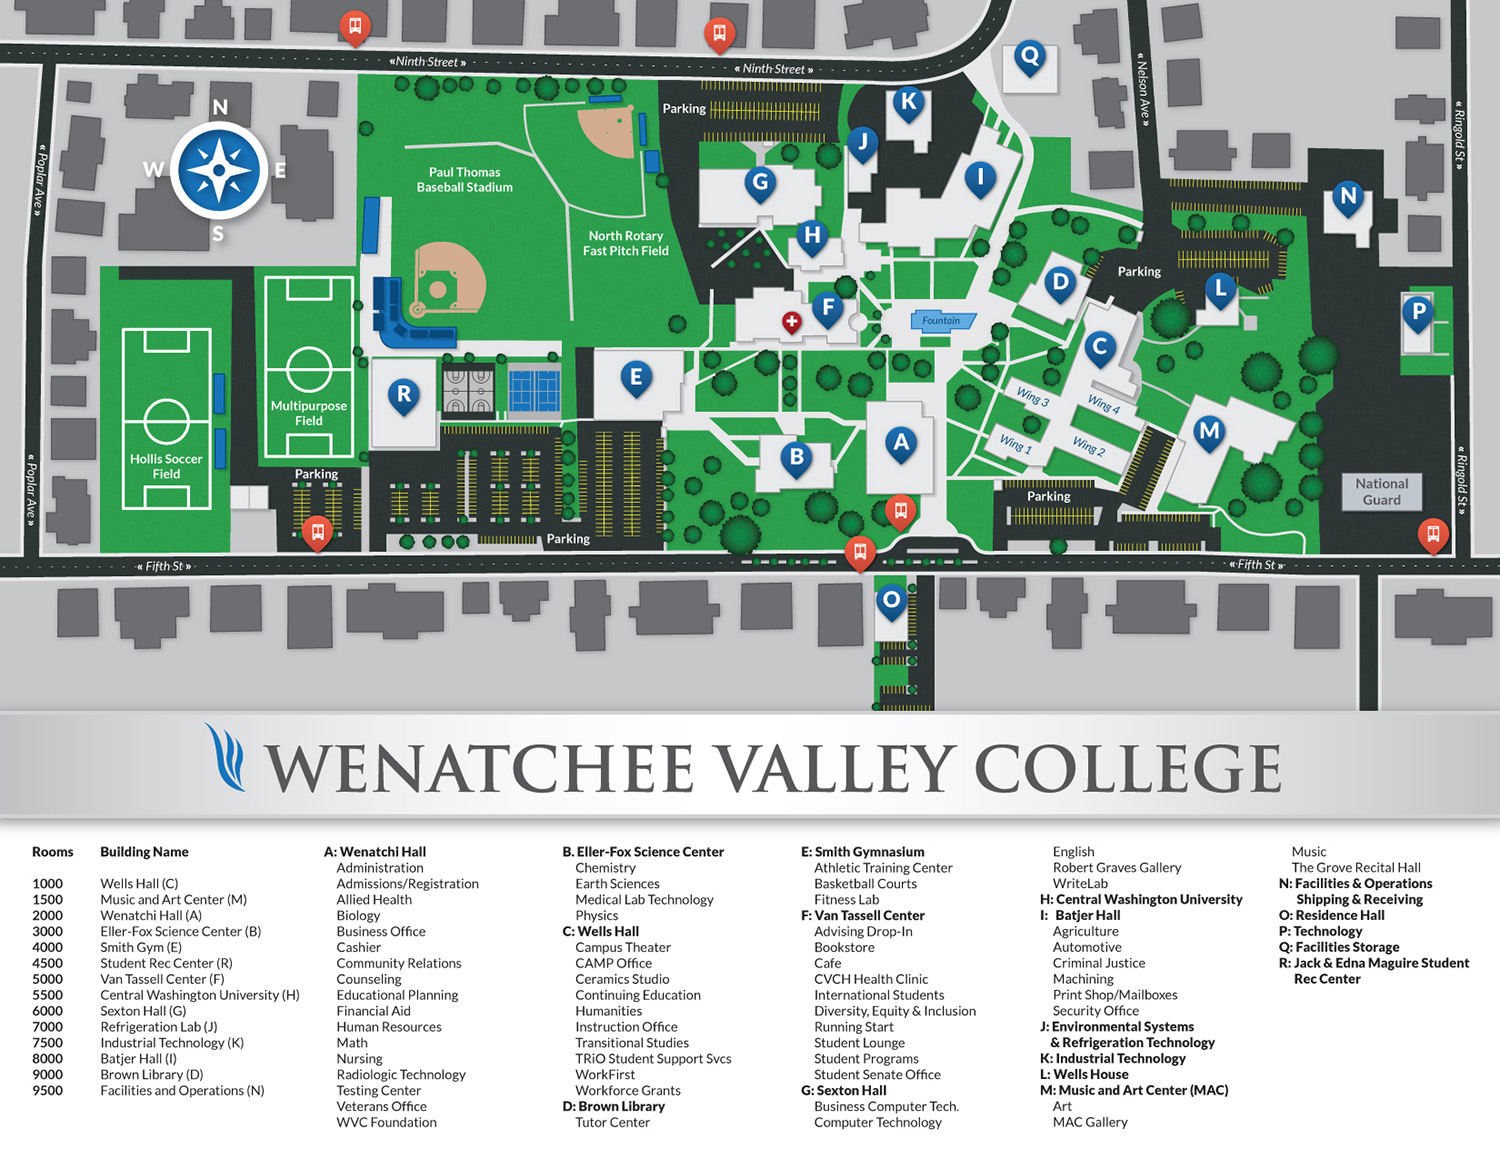 «Ninth Street»
«Ninth Street»
Q
« Nelson Ave »
« Ringold St »
K
Parking
N
W
E
S
« Poplar Ave »
J
Paul Thomas
Baseball Stadium
G
I
N
H
North Rotary
Fast Pitch Field
Parking
D
L
F
Fountain
P
C
E
R
Wing 3
Wing 4
Multipurpose
Field
M
A
Wing 1
Wing 2
B
Hollis Soccer
Field
Parking
« Poplar Ave »
« Ringold St »
National
Guard
Parking
Parking
« Fifth St »
« Fifth St »
O
WENATCHEE VALLEY COLLEGE
Rooms Building Name
1000 Wells Hall (C)
1500 Music and Art Center (M)
2000 Wenatchi Hall (A)
3000 Eller-Fox Science Center (B)
4000 Smith Gym (E)
4500 Student Rec Center (R)
5000 Van Tassell Center (F)
5500 Central Washington University (H)
6000 Sexton Hall (G)
7000 Refrigeration Lab (J)
7500 Industrial Technology (K)
8000 Batjer Hall (I)
9000 Brown Library (D)
9500 Facilities and Operations (N)
A: Wenatchi Hall
Administration
Admissions/Registration
Allied Health
Biology
Business Office
Cashier
Community Relations
Counseling
Educational Planning
Financial Aid
Human Resources
Math
Nursing
Radiologic Technology
Testing Center
Veterans Office
WVC Foundation
B. Eller-Fox Science Center
Chemistry
Earth Sciences
Medical Lab Technology
Physics
C: Wells Hall
Campus Theater
CAMP Office
Ceramics Studio
Continuing Education
Humanities
Instruction Office
Transitional Studies
TRiO Student Support Svcs
WorkFirst
Workforce Grants
D: Brown Library
Tutor Center
E: Smith Gymnasium
Athletic Training Center
Basketball Courts
Fitness Lab
F: Van Tassell Center
Advising Drop-In
Bookstore
Cafe
CVCH Health Clinic
International Students
Diversity, Equity & Inclusion
Running Start
Student Lounge
Student Programs
Student Senate Office
G: Sexton Hall
Business Computer Tech.
Computer Technology
English
Robert Graves Gallery
WriteLab
H: Central Washington University
I: Batjer Hall
Agriculture
Automotive
Criminal Justice
Machining
Print Shop/Mailboxes
Security Office
J: Environmental Systems
& Refrigeration Technology
K: Industrial Technology
L: Wells House
M: Music and Art Center (MAC)
Art
MAC Gallery
Music
The Grove Recital Hall
N: Facilities & Operations
Shipping & Receiving
O: Residence Hall
P: Technology
Q: Facilities Storage
R: Jack & Edna Maguire Student
Rec Center